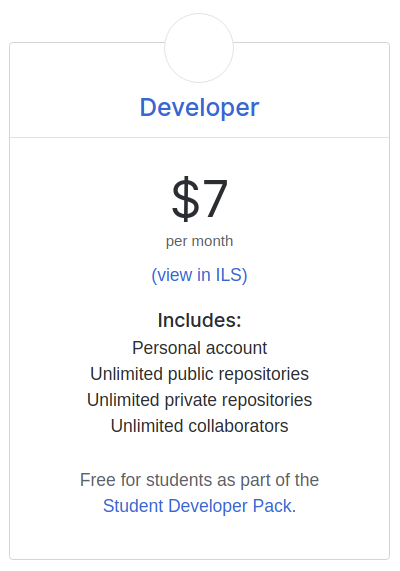 Developer
$7
per month
(view in ILS)
Includes:
Personal account
Unlimited public repositories
Unlimited private repositories
Unlimited collaborators
Free for students as part of the
Student Developer Pack.